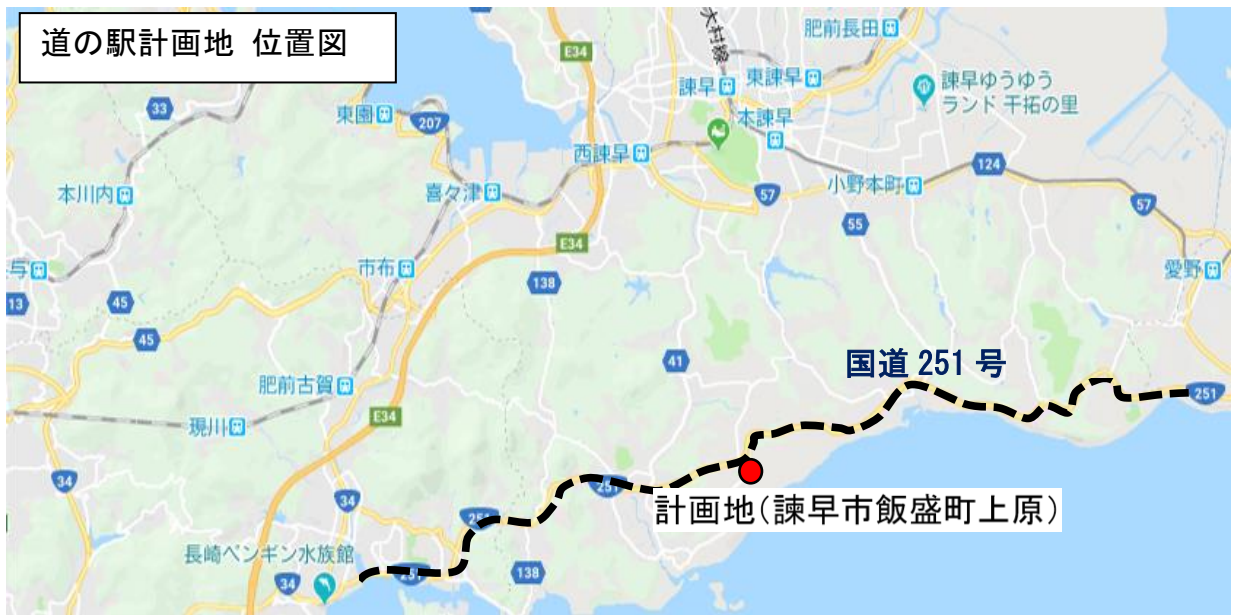 道の駅計画地 位置図
E34
大村線
肥前長田
諫早
東諫早
諫早ゆうゆう
ランド 干拓の里
33
東園
207
本諫早
西諫早
124
本川内
喜々津
小野本町
57
57
55
E34
愛野
与
市布
138
13
45
45
41
国道 251 号
肥前古賀
251
E34
現川
34
251
計画地(諫早市飯盛町上原)
34
251
長崎ペンギン水族館
34
251
138